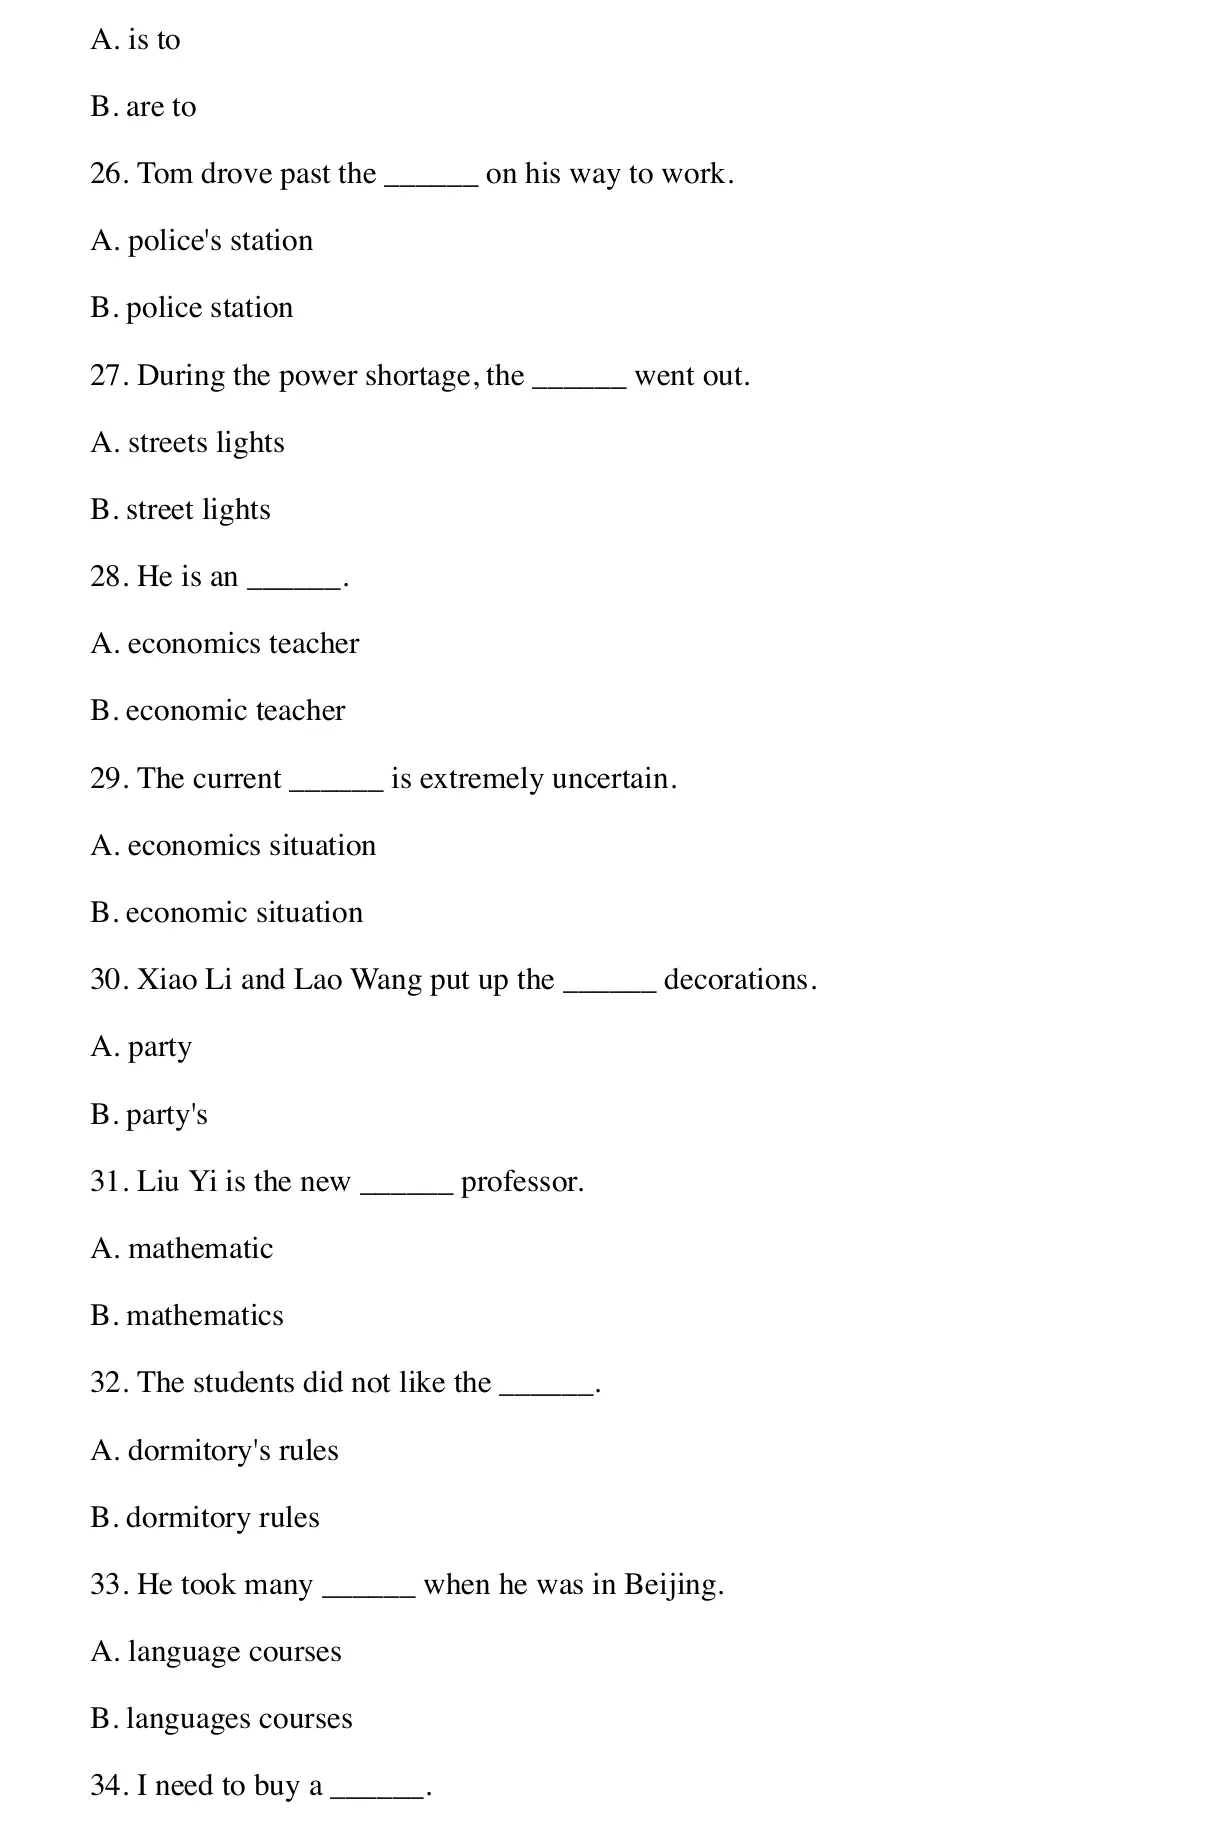 A. is to
B. are to
26. Tom drove past the ______ on his way to work.
A. police's station
B. police station
27. During the power shortage, the ______ went out.
A. streets lights
B. street lights
28. He is an ______.
A. economics teacher
B. economic teacher
29. The current ______ is extremely uncertain.
A. economics situation
B. economic situation
30. Xiao Li and Lao Wang put up the ______ decorations.
A. party
B. party's
31. Liu Yi is the new ______ professor.
A. mathematic
B. mathematics
32. The students did not like the ______.
A. dormitory's rules
B. dormitory rules
33. He took many ______ when he was in Beijing.
A. language courses
B. languages courses
34. I need to buy a ______.